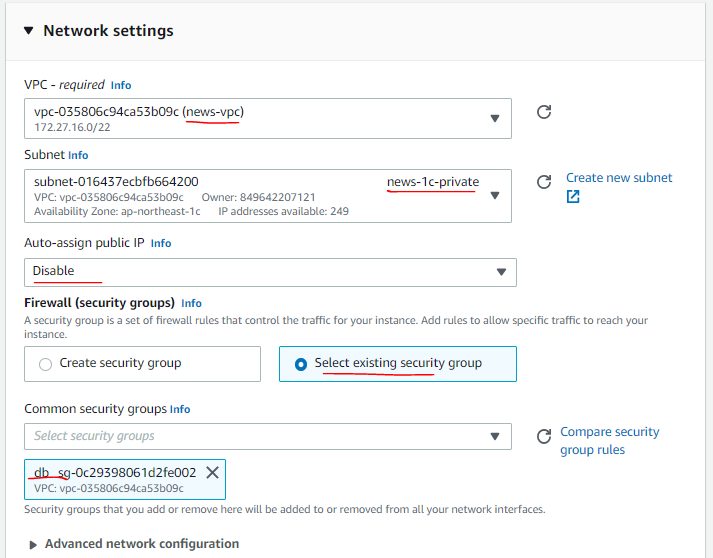 Network settings
VPC - required Info
vpc-035806c94ca53b09c (news-vpc)
172.27.16.0/22
Subnet Info
subnet-016437ecbfb664200 news-1c-private
VPC: vpc-035806c94ca53b09c Owner: 849642207121
Availability Zone: ap-northeast-1c IP addresses available: 249
Create new subnet
Auto-assign public IP Info
Disable
Firewall (security groups) Info
A security group is a set of firewall rules that control the traffic for your instance. Add rules to allow specific traffic to reach your
instance.
Create security group
Select existing security group
Common security groups Info
Select security groups
Compare security
group rules
db_sg-0c29398061d2fe002
VPC: vpc-035806c94ca53b09c
Security groups that you add or remove here will be added to or removed from all your network interfaces.
Advanced network configuration